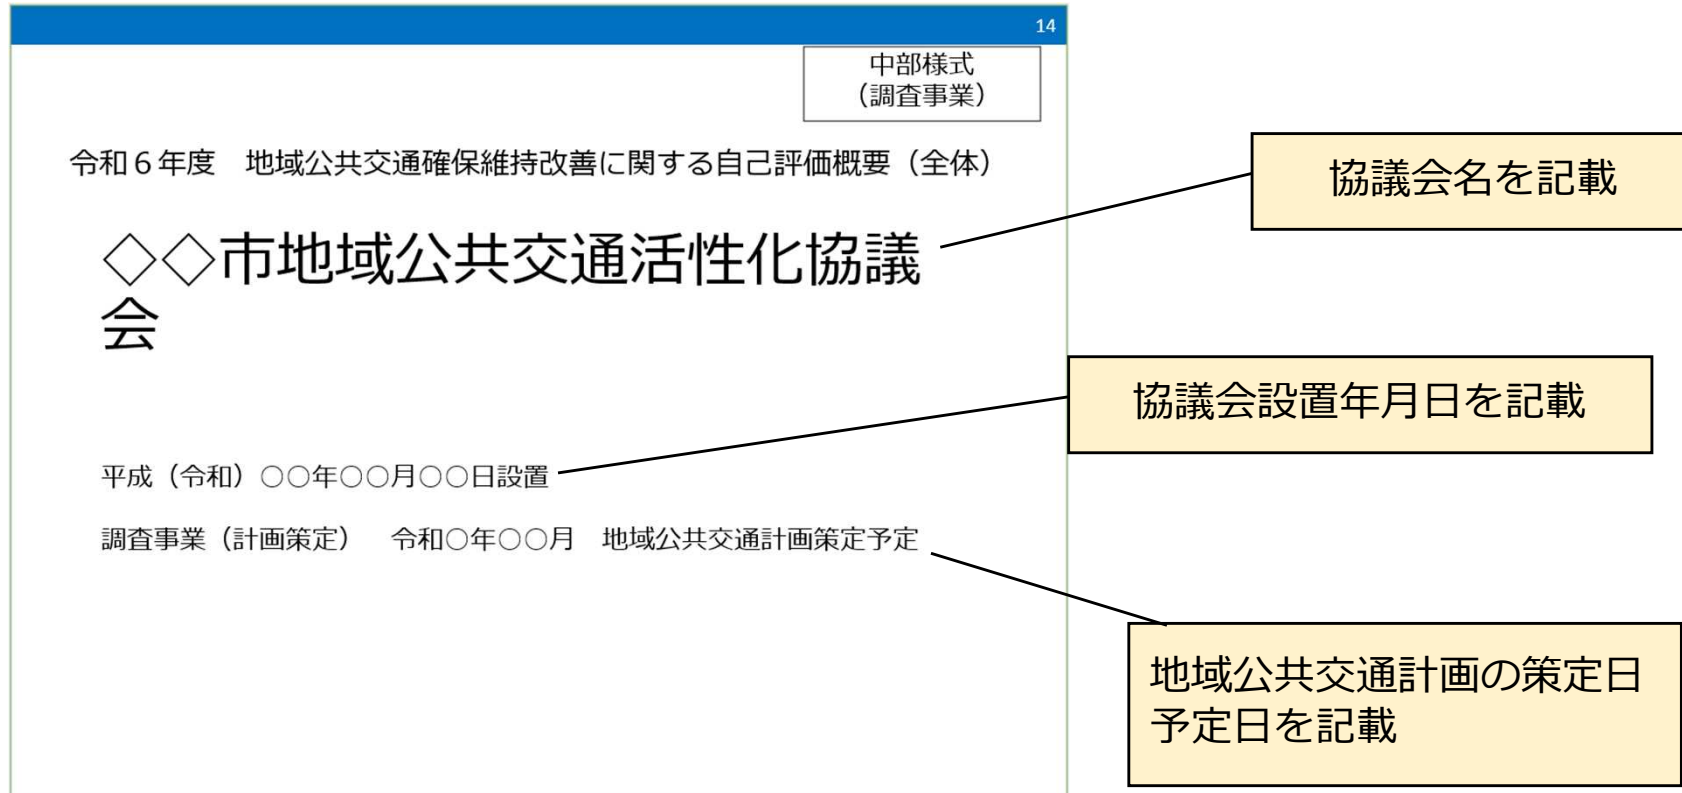 14
中部様式
（調査事業）
令和６年度　地域公共交通確保維持改善に関する自己評価概要（全体）
◇◇市地域公共交通活性化協議
会
平成（令和）○○年○○月○○日設置
調査事業（計画策定）　令和○年○○月　地域公共交通計画策定予定
協議会名を記載
協議会設置年月日を記載
地域公共交通計画の策定日
予定日を記載